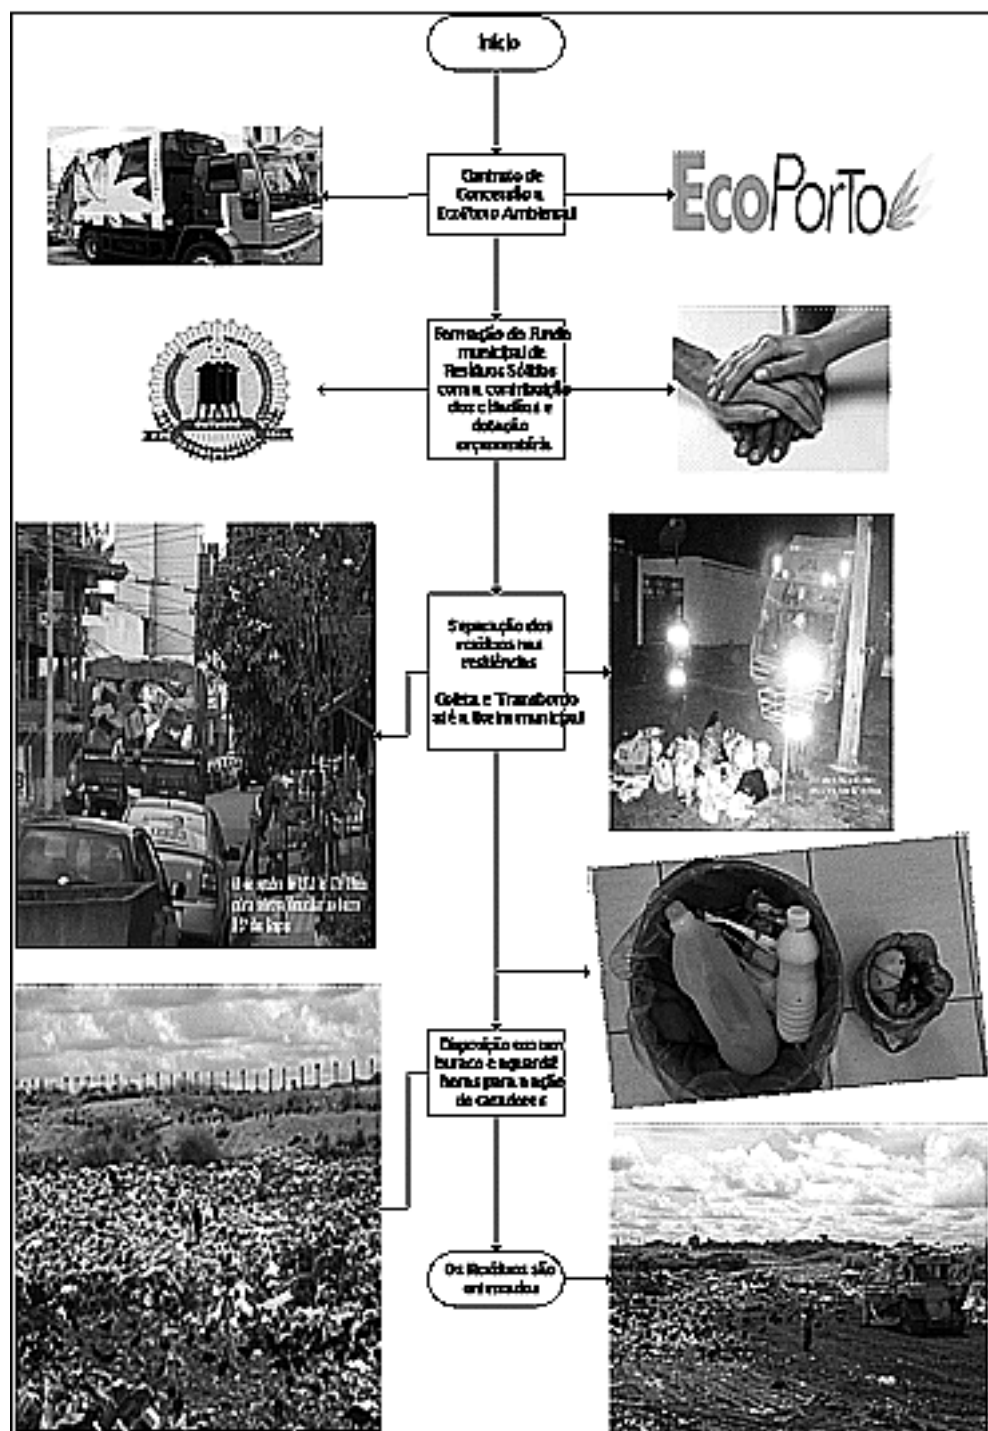 Início
Contrato de
Concessão a
EcoPorto Ambiental
EcoPorto
Formação do Fundo
municipal de
Resíduos Sólidos
com a contribuição
dos cidadãos e
dotação
orçamentária
Separação dos
resíduos nas
residências
Coleta e Transbordo
até a lixeira municipal
Disposição em um
buraco e aguarda
horas para a ação
de catadores
Os Resíduos são
enterrados